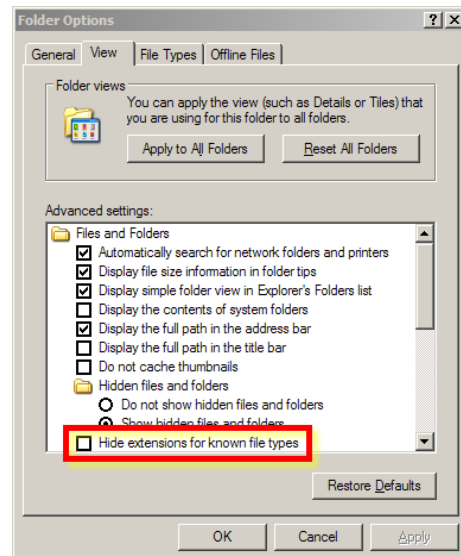 Folder Options
General View File Types Offline Files
Folder views
You can apply the view (such as Details or Tiles) that
you are using for this folder to all folders.
Apply to All Folders Reset All Folders
Advanced settings:
Files and Folders
Automatically search for network folders and printers
Display file size information in folder tips
Display simple folder view in Explorer's Folders list
Display the contents of system folders
Display the full path in the address bar
Display the full path in the title bar
Do not cache thumbnails
Hidden files and folders
Do not show hidden files and folders
Show hidden files and folders
Hide extensions for known file types
Restore Defaults
OK Cancel Apply